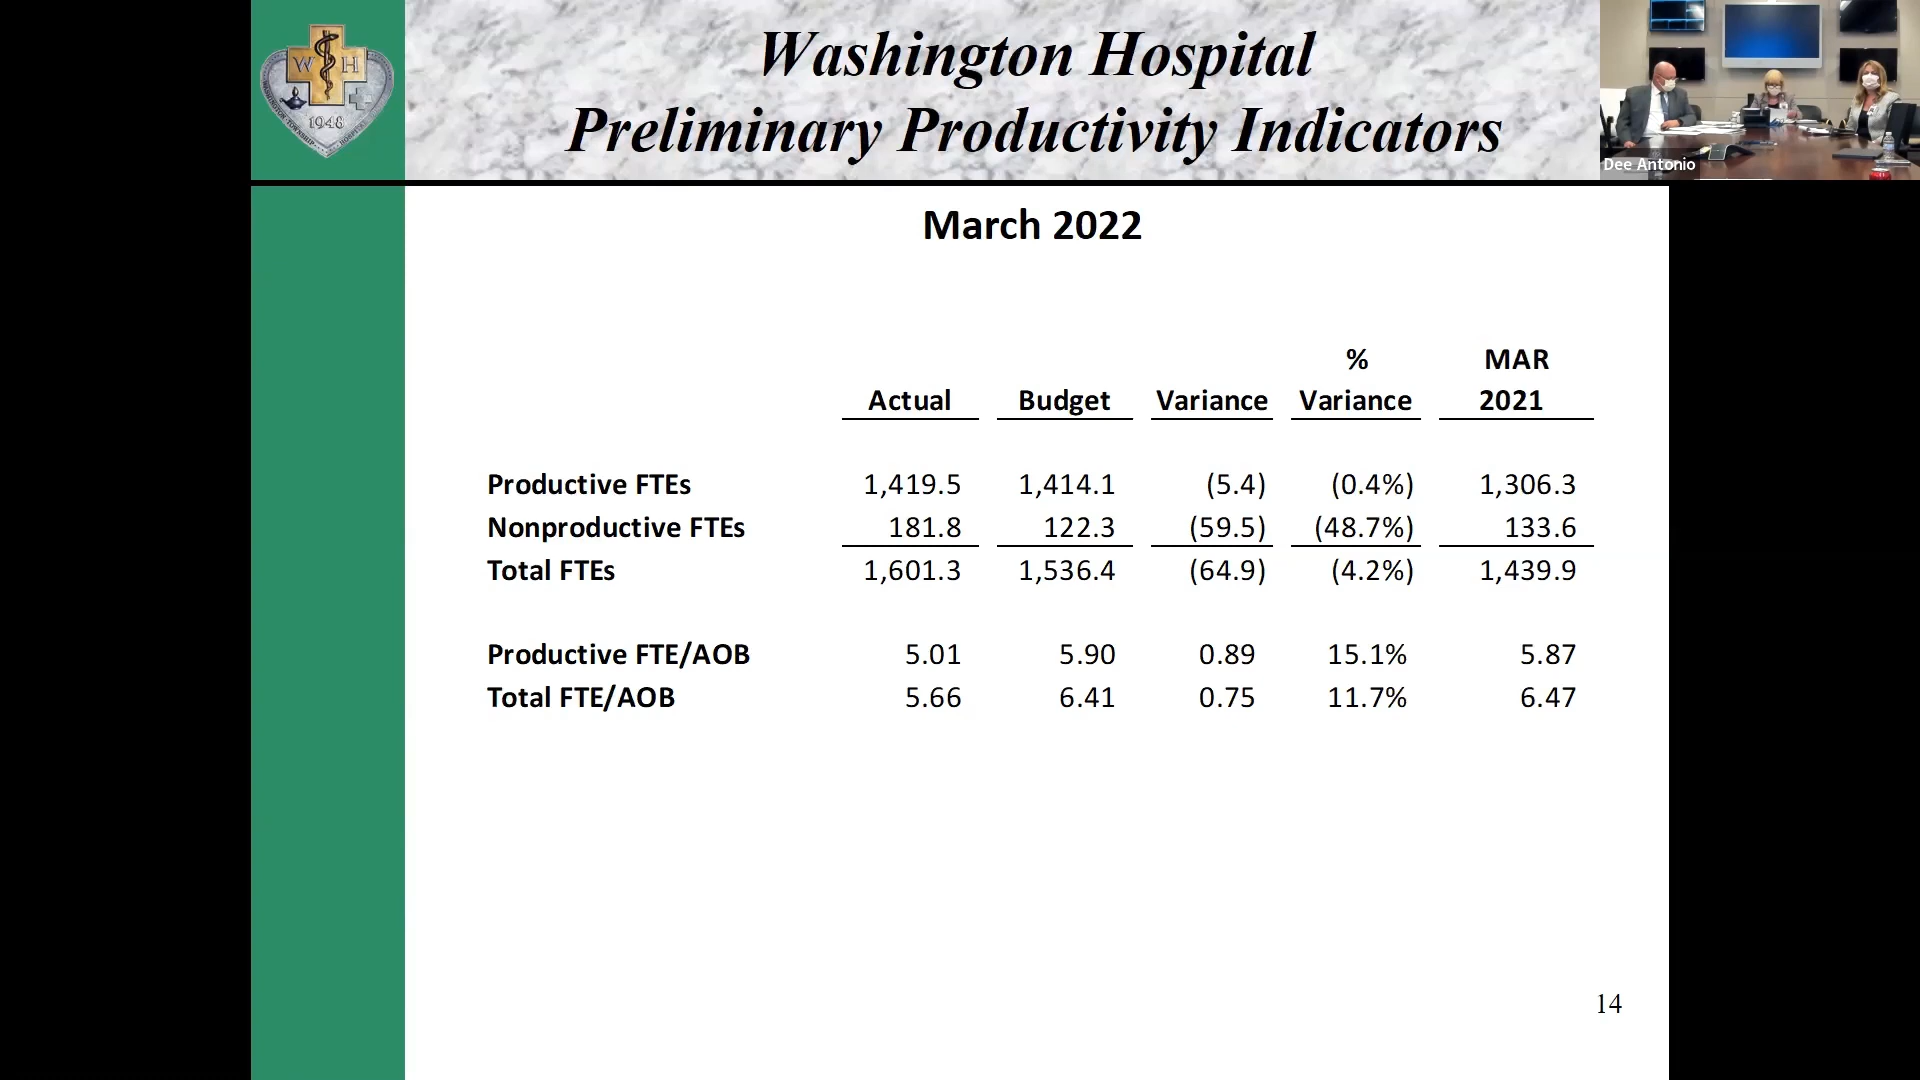 Washington Hospital
Preliminary Productivity Indicators
W H
1948
Dee Antonio
March 2022
% MAR
Actual Budget Variance Variance 2021
Productive FTEs 1,419.5 1,414.1 (5.4) (0.4%) 1,306.3
Nonproductive FTEs 181.8 122.3 (59.5) (48.7%) 133.6
Total FTEs 1,601.3 1,536.4 (64.9) (4.2%) 1,439.9
Productive FTE/AOB 5.01 5.90 0.89 15.1% 5.87
Total FTE/AOB 5.66 6.41 0.75 11.7% 6.47
14